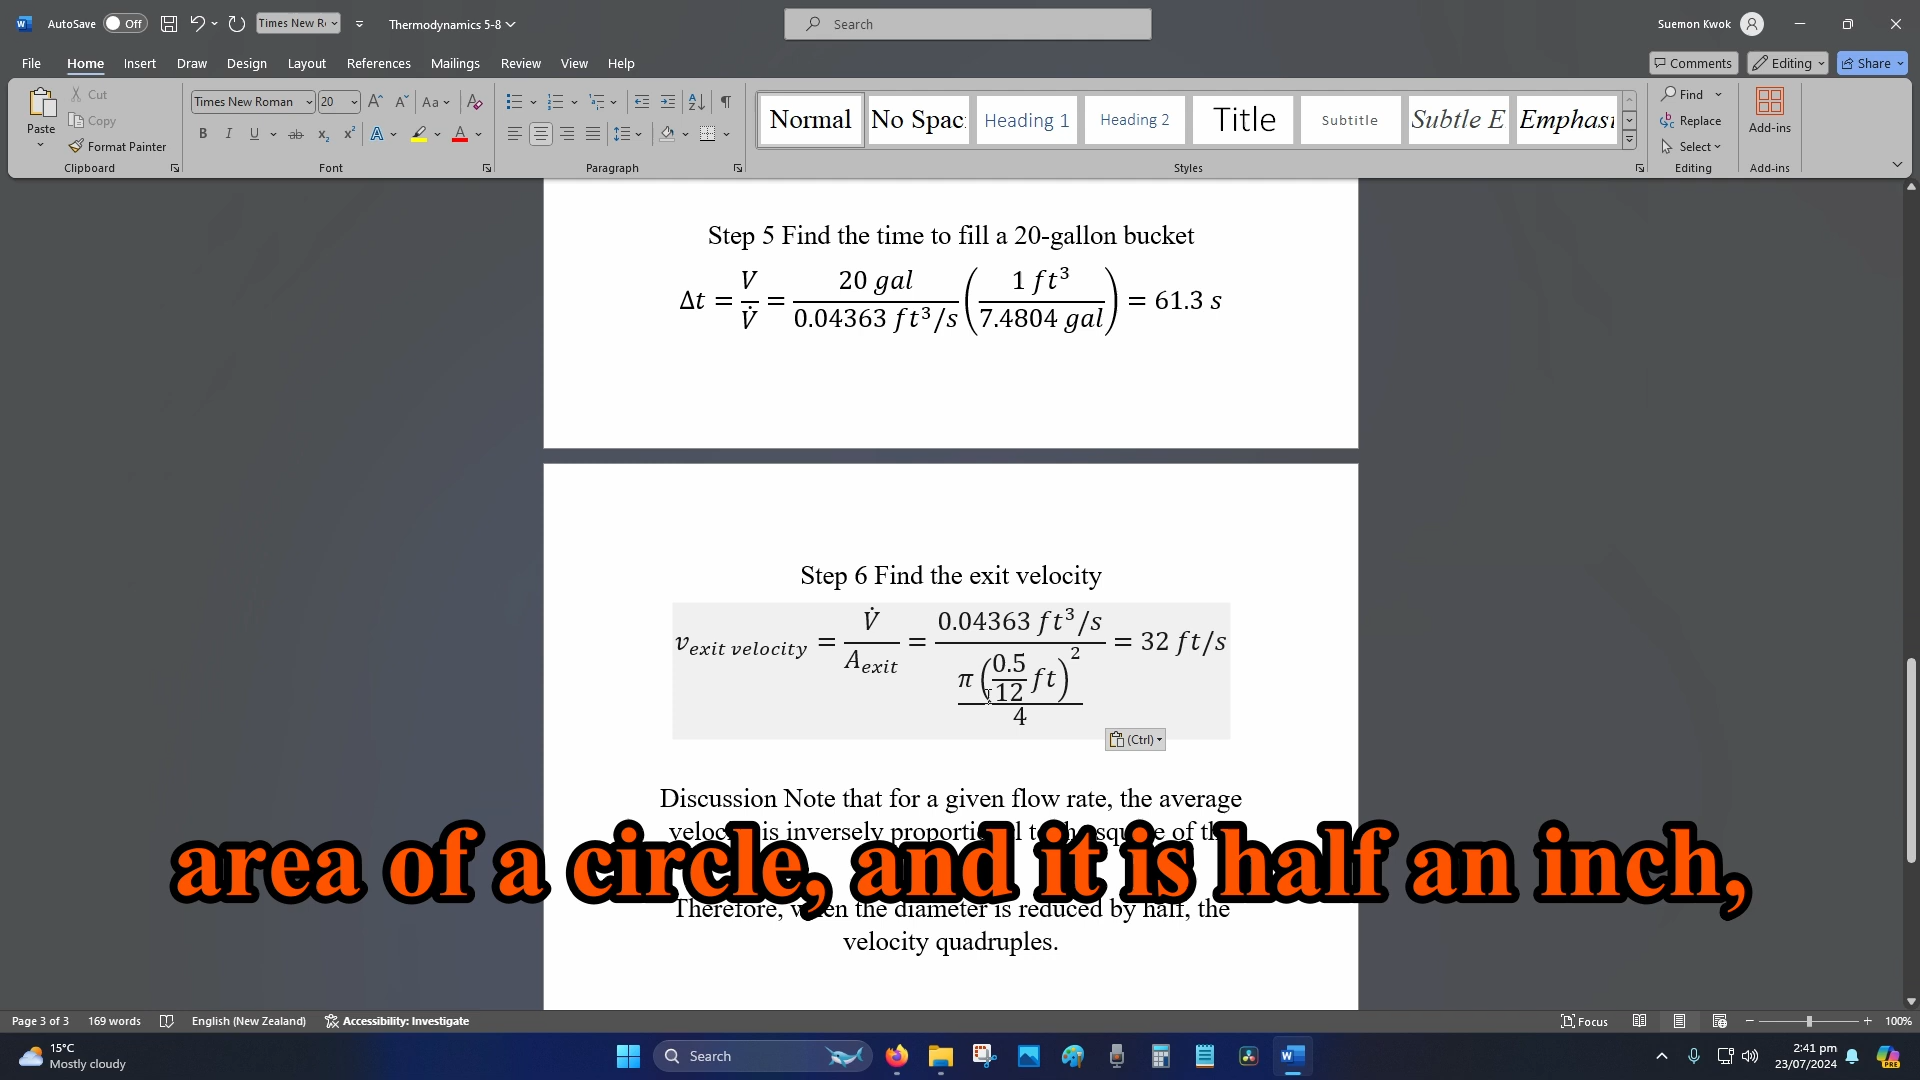 AutoSave Off Times New R Thermodynamics 5-8 Search Suemon Kwok
File Home Insert Draw Design Layout References Mailings Review View Help Comments Editing Share
Paste Cut Copy Format Painter Clipboard
Times New Roman 20 Aa Font
Paragraph
Normal No Spac Heading 1 Heading 2 Title Subtitle Subtle E Emphasi Styles
Find Replace Select Editing
Add-ins Add-ins
Step 5 Find the time to fill a 20-gallon bucket
Δt = V/V̇ = 20 gal/0.04363 ft³/s (1 ft³/7.4804 gal) = 61.3 s
Step 6 Find the exit velocity
v_exit velocity = V̇/A_exit = 0.04363 ft³/s / (π(0.5/12 ft)²/4) = 32 ft/s
(Ctrl)
Discussion Note that for a given flow rate, the average
is inversely
area of a circle, and it is half an inch,
Therefore, the diameter is reduced by half, the
velocity quadruples.
Page 3 of 3 169 words English (New Zealand) Accessibility: Investigate Focus 100%
15°C
Mostly cloudy
Search
2:41 pm
23/07/2024